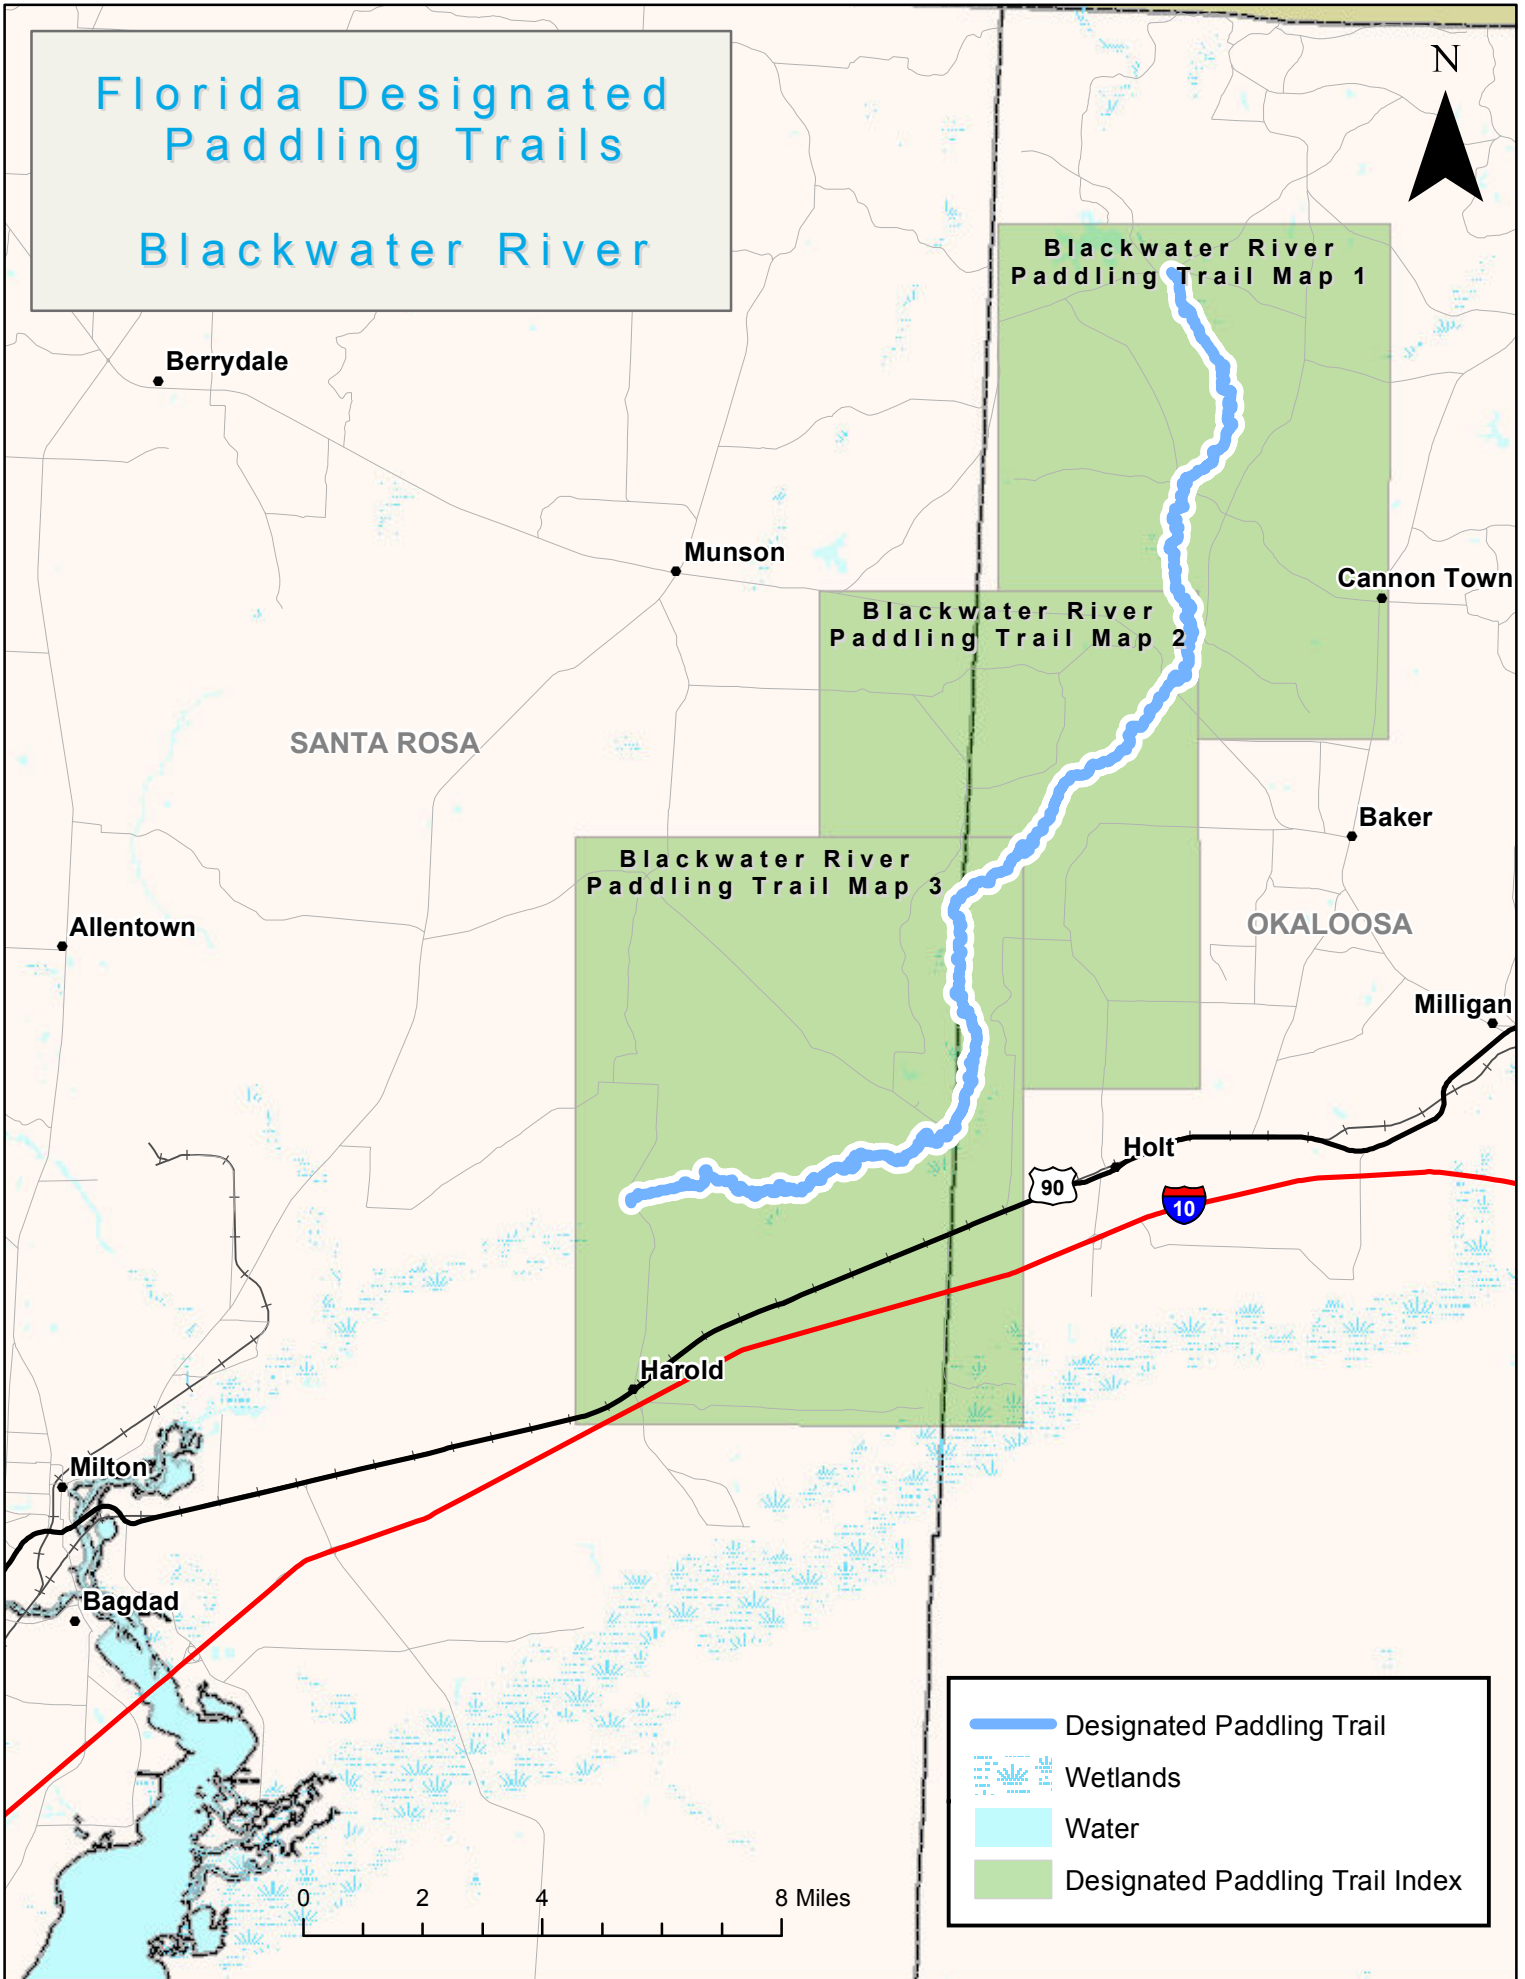 Florida Designated
Paddling Trails
Blackwater River
N
Blackwater River
Paddling Trail Map 1
Berrydale
Munson
Cannon Town
Blackwater River
Paddling Trail Map 2
SANTA ROSA
Baker
Blackwater River
Paddling Trail Map 3
Allentown
OKALOOSA
Milligan
Holt
90
10
Harold
Milton
Bagdad
Designated Paddling Trail
Wetlands
Water
Designated Paddling Trail Index
0 2 4 8 Miles